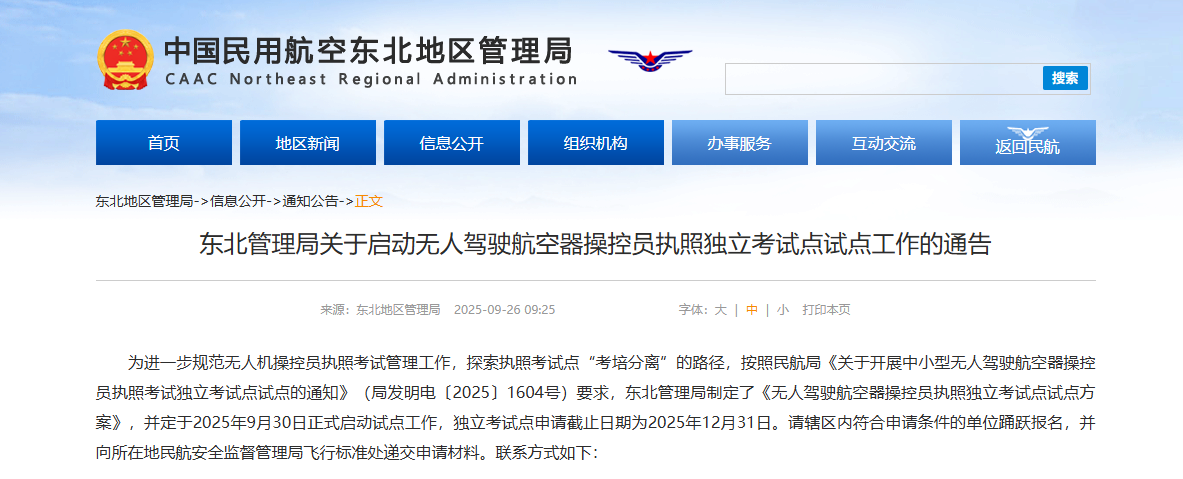 中国民用航空东北地区管理局
CAAC Northeast Regional Administration
搜索
首页
地区新闻
信息公开
组织机构
办事服务
互动交流
返回民航
东北地区管理局->信息公开->通知公告->正文
东北管理局关于启动无人驾驶航空器操控员执照独立考试点试点工作的通告
来源：东北地区管理局 2025-09-26 09:25 字体：大 | 中 | 小 打印本页
为进一步规范无人机操控员执照考试管理工作，探索执照考试点“考培分离”的路径，按照民航局《关于开展中小型无人驾驶航空器操控
员执照考试独立考试点试点的通知》（局发明电〔2025〕1604号）要求，东北管理局制定了《无人驾驶航空器操控员执照独立考试点试点方
案》，并定于2025年9月30日正式启动试点工作，独立考试点申请截止日期为2025年12月31日。请辖区内符合申请条件的单位踊跃报名，并
向所在地民航安全监督管理局飞行标准处递交申请材料。联系方式如下：